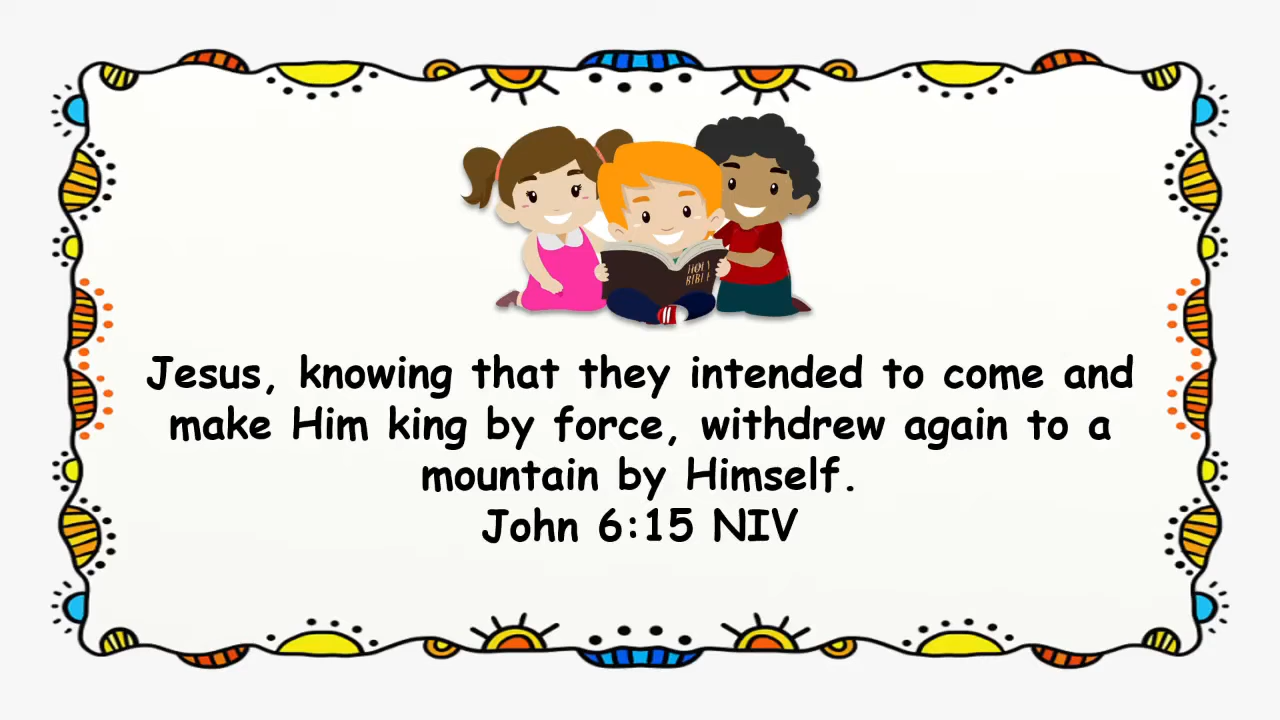 HOLY
BIBLE
Jesus, knowing that they intended to come and
make Him king by force, withdrew again to a
mountain by Himself.
John 6:15 NIV